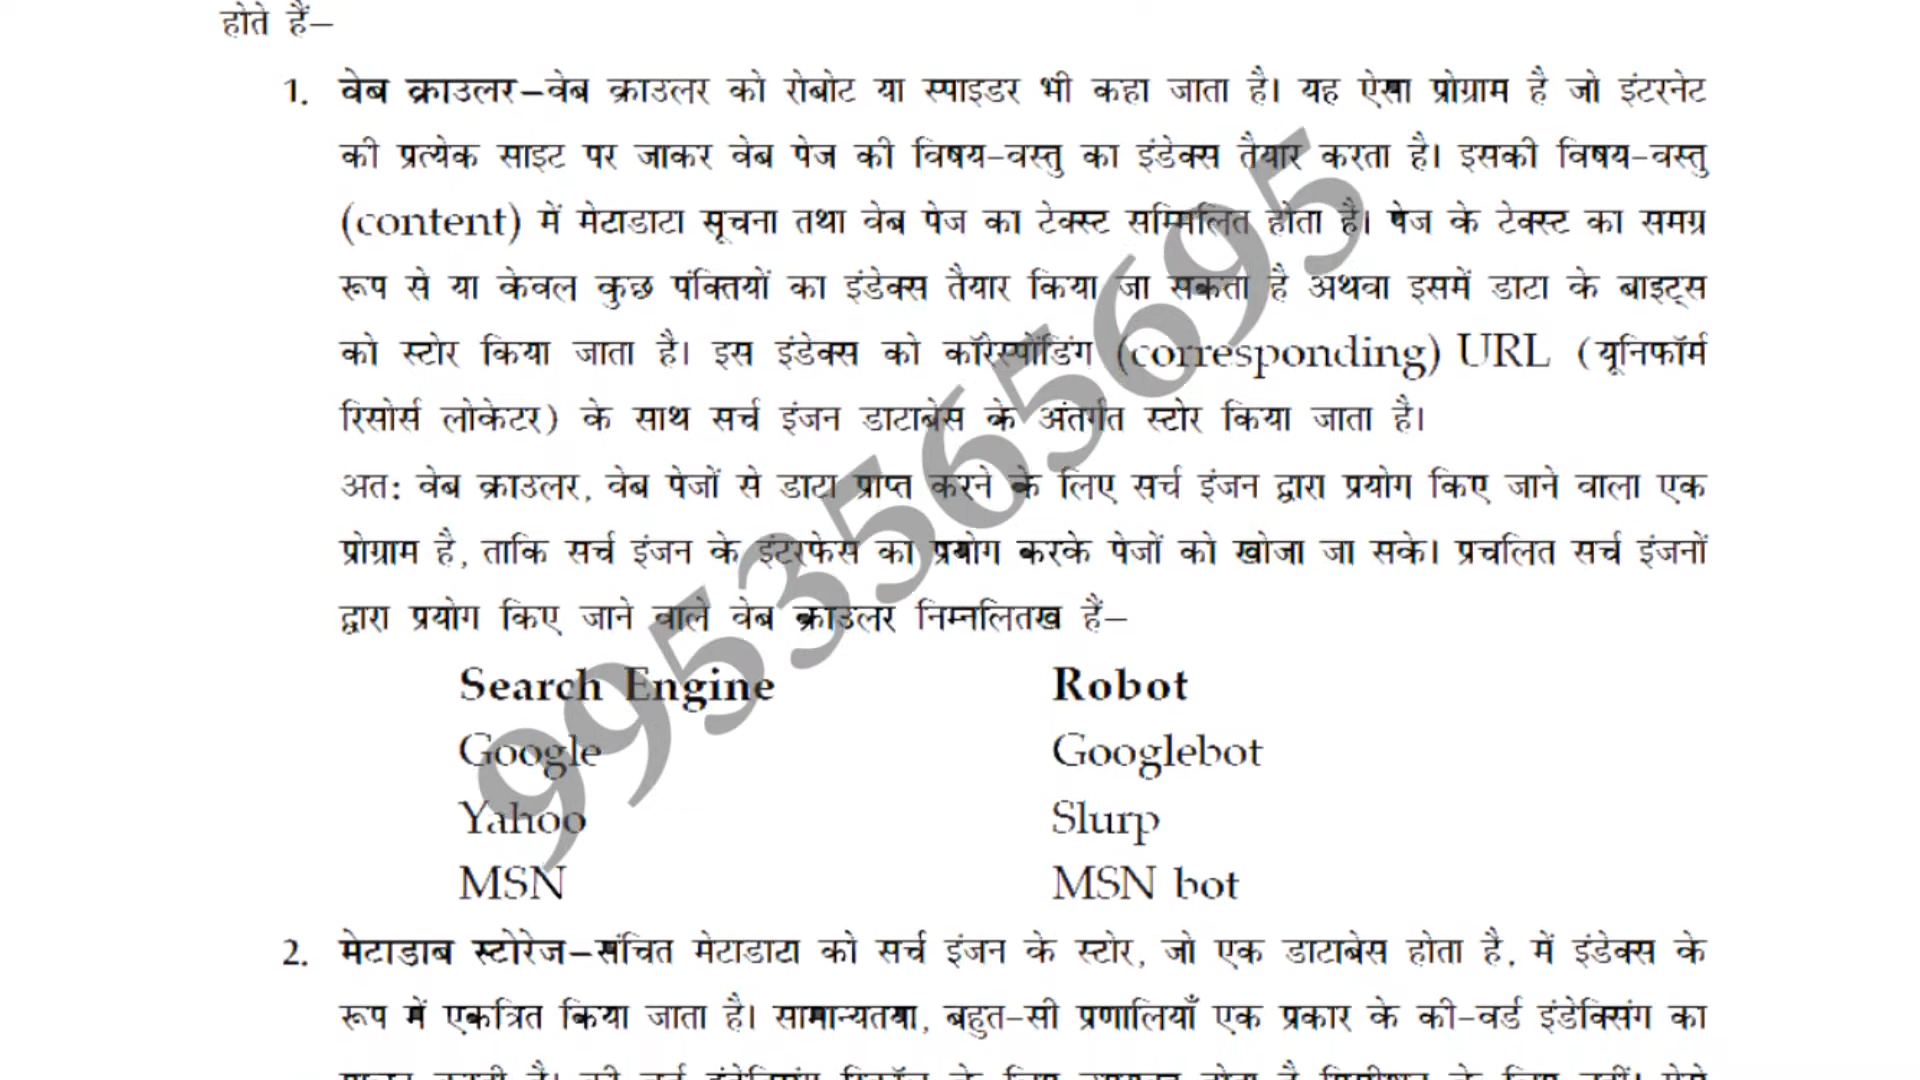 होते हैं–
1. वेब क्राउलर–वेब क्राउलर को रोबोट या स्पाइडर भी कहा जाता है। यह ऐसा प्रोग्राम है जो इंटरनेट
की प्रत्येक साइट पर जाकर वेब पेज की विषय-वस्तु का इंडेक्स तैयार करता है। इसकी विषय-वस्तु
(content) में मेटाडाटा सूचना तथा वेब पेज का टेक्स्ट सम्मिलित होता है। पेज के टेक्स्ट का समग्र
रूप से या केवल कुछ पंक्तियों का इंडेक्स तैयार किया जा सकता है अथवा इसमें डाटा के बाइट्स
को स्टोर किया जाता है। इस इंडेक्स को कॉरेस्पोंडिंग (corresponding) URL (यूनिफॉर्म
रिसोर्स लोकेटर) के साथ सर्च इंजन डाटाबेस के अंतर्गत स्टोर किया जाता है।
अत: वेब क्राउलर, वेब पेजों से डाटा प्राप्त करने के लिए सर्च इंजन द्वारा प्रयोग किए जाने वाला एक
प्रोग्राम है, ताकि सर्च इंजन के इंटरफेस का प्रयोग करके पेजों को खोजा जा सके। प्रचलित सर्च इंजनों
द्वारा प्रयोग किए जाने वाले वेब क्राउलर निम्नलितख हैं–
Search Engine Robot
Google Googlebot
Yahoo Slurp
MSN MSN bot
2. मेटाडाब स्टोरेज–संचित मेटाडाटा को सर्च इंजन के स्टोर, जो एक डाटाबेस होता है, में इंडेक्स के
रूप में एकत्रित किया जाता है। सामान्यतया, बहुत-सी प्रणालियाँ एक प्रकार के की-वर्ड इंडेक्सिंग का
9953565695